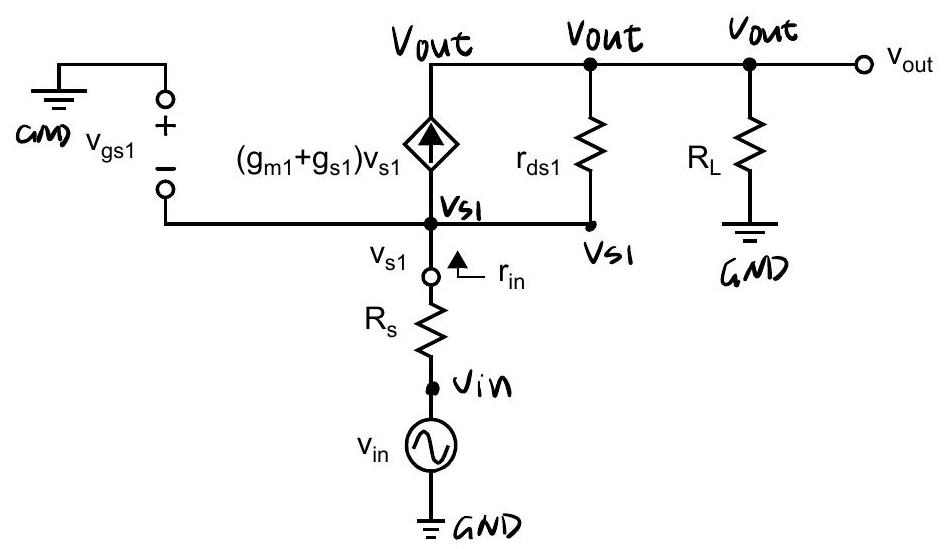 Vout
Vout
Vout
vout
GND
+
vgs1
−
(gm1+gs1)vs1
rds1
RL
Vs1
Vs1
GND
vs1
rin
Rs
Vin
vin
GND